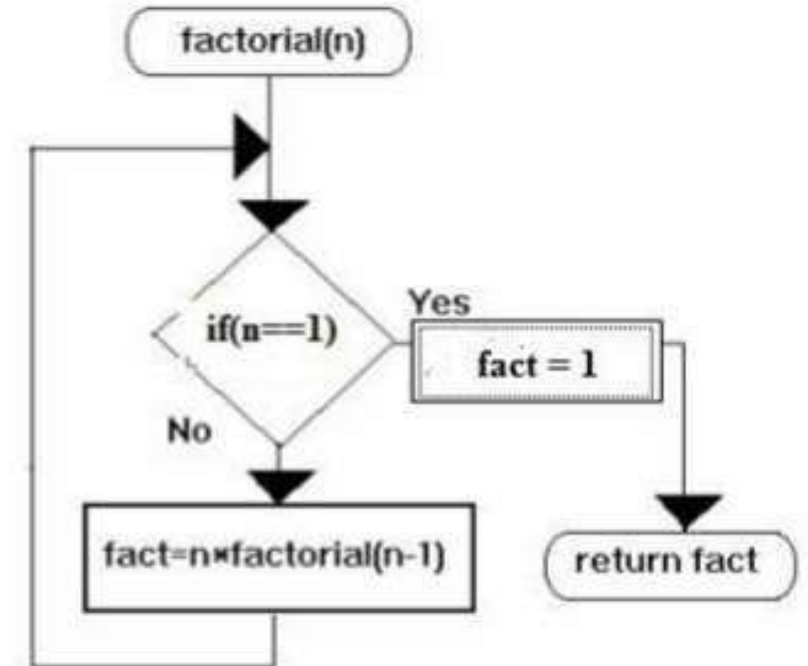 factorial(n)
if(n==1)
Yes
fact = 1
No
fact=n*factorial(n-1)
return fact